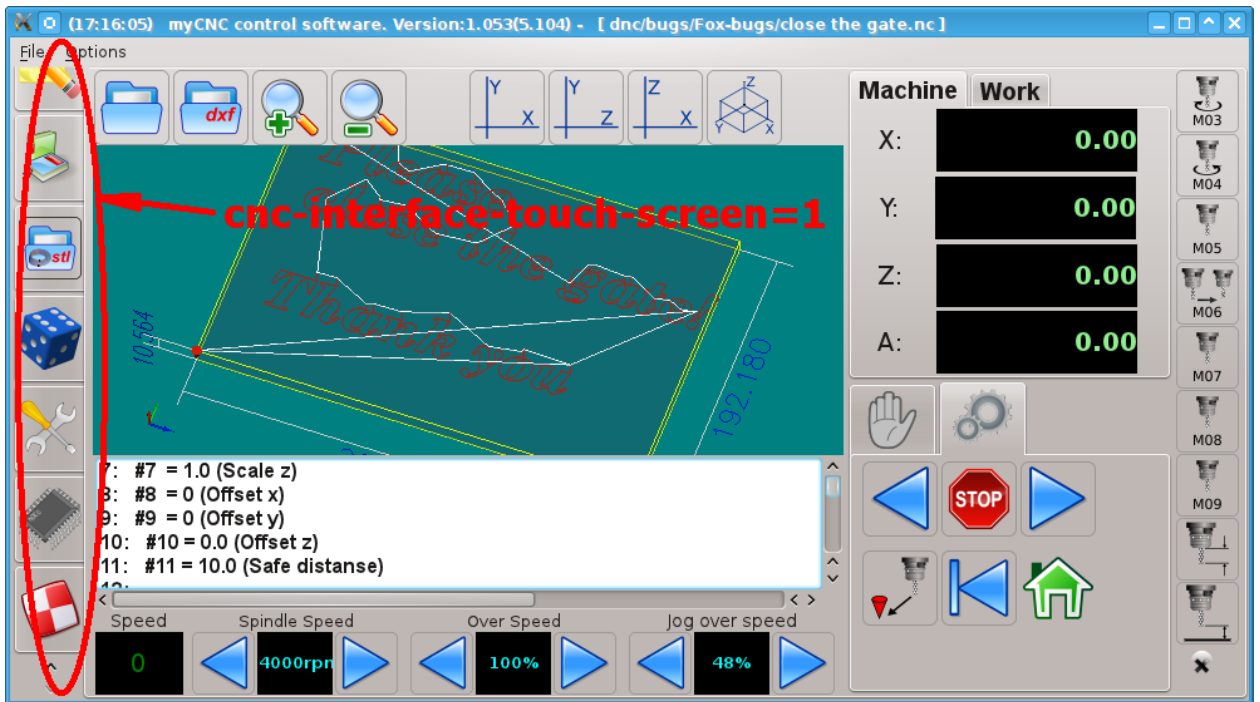 (17:16:05) myCNC control software. Version:1.053(5.104) - [ dnc/bugs/Fox-bugs/close the gate.nc ]
File Options
dxf
Y X
Y Z
Z X
Z Y X
Machine Work
X: 0.00
Y: 0.00
Z: 0.00
A: 0.00
M03
M04
M05
M06
M07
M08
M09
stl
cnc-interface-touch-screen=1
Please
close the gate!
Thank you
10.564
192.180
7: #7 = 1.0 (Scale z)
8: #8 = 0 (Offset x)
9: #9 = 0 (Offset y)
10: #10 = 0.0 (Offset z)
11: #11 = 10.0 (Safe distanse)
STOP
Speed Spindle Speed Over Speed Jog over speed
0 4000rpm 100% 48%